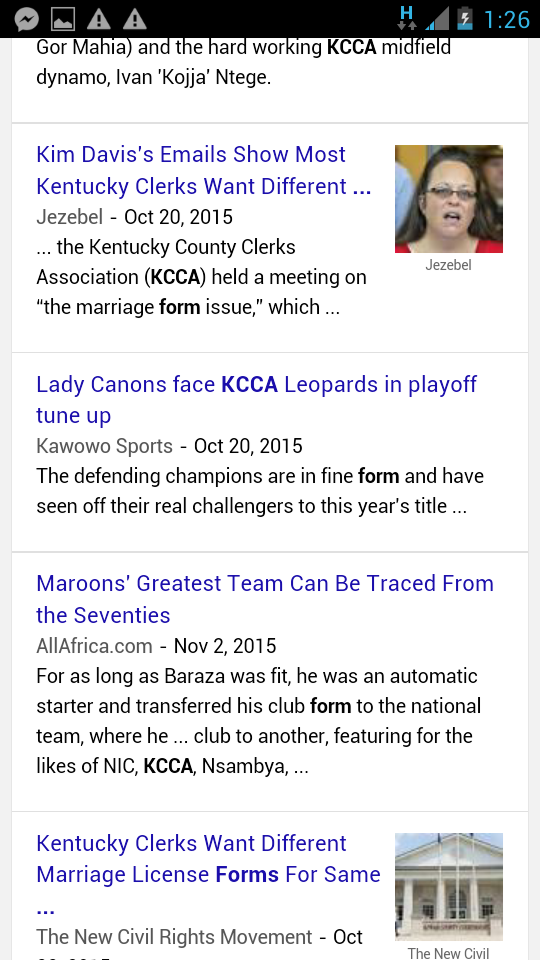 H 1:26
Gor Mahia) and the hard working KCCA midfield
dynamo, Ivan 'Kojja' Ntege.
Kim Davis's Emails Show Most
Kentucky Clerks Want Different ...
Jezebel - Oct 20, 2015
... the Kentucky County Clerks
Association (KCCA) held a meeting on
“the marriage form issue,” which ...
Jezebel
Lady Canons face KCCA Leopards in playoff
tune up
Kawowo Sports - Oct 20, 2015
The defending champions are in fine form and have
seen off their real challengers to this year's title ...
Maroons' Greatest Team Can Be Traced From
the Seventies
AllAfrica.com - Nov 2, 2015
For as long as Baraza was fit, he was an automatic
starter and transferred his club form to the national
team, where he ... club to another, featuring for the
likes of NIC, KCCA, Nsambya, ...
Kentucky Clerks Want Different
Marriage License Forms For Same
...
The New Civil Rights Movement - Oct
The New Civil